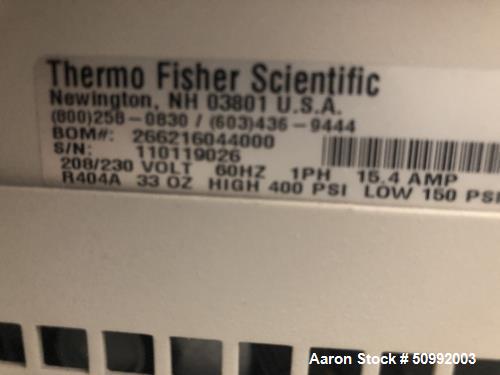 Thermo Fisher Scientific
Newington, NH 03801 U.S.A.
(800)258-0830 / (603)436-9444
BOM#: 266216044000
S/N: 110119026
208/230 VOLT 60HZ 1PH 15.4 AMP
R404A 33 OZ HIGH 400 PSI LOW 150 PSI
Aaron Stock # 50992003